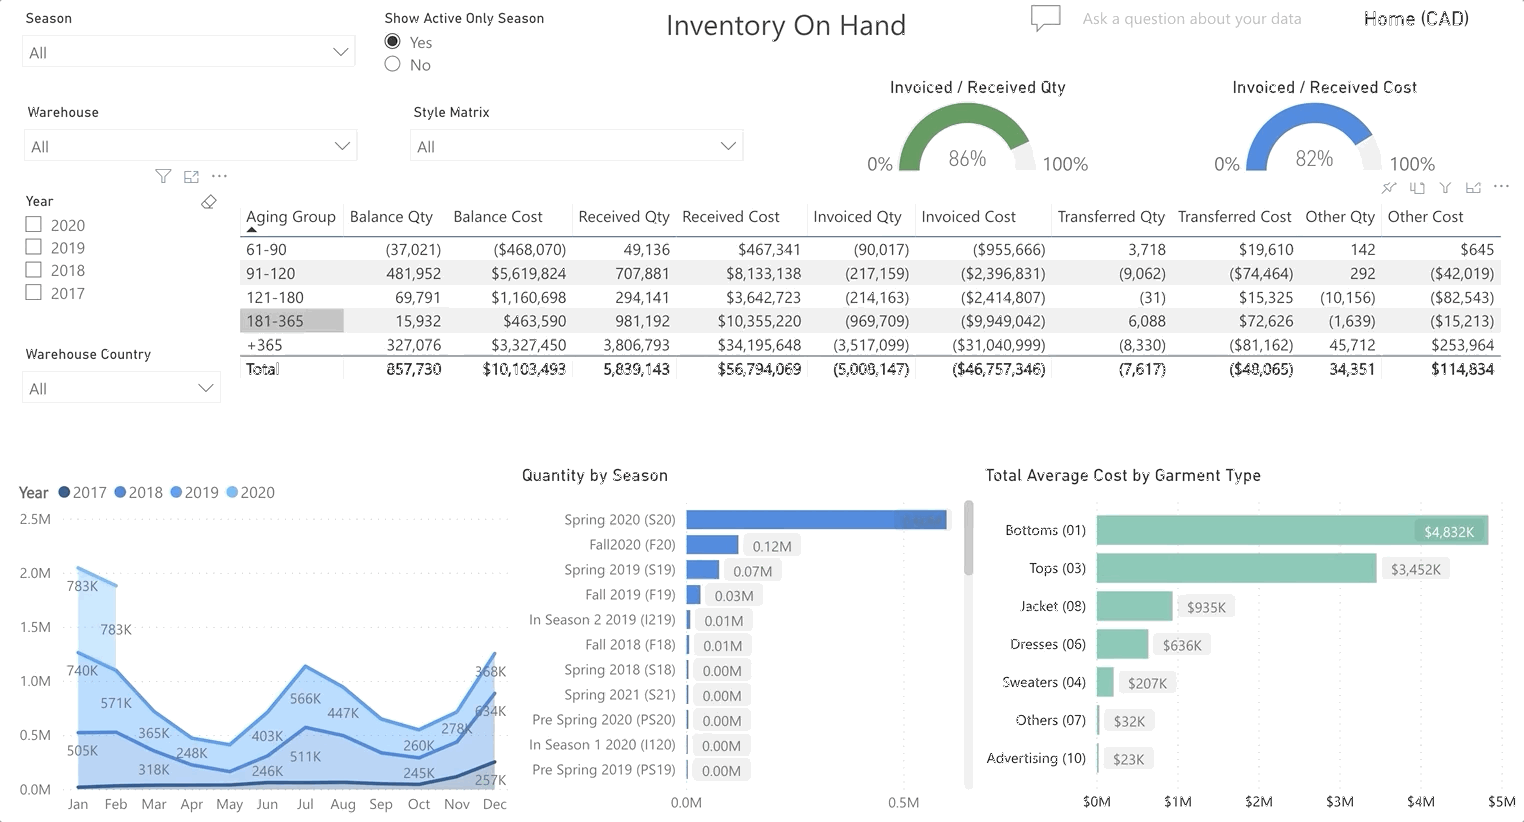 Season
Show Active Only Season
Inventory On Hand
Ask a question about your data
Home (CAD)
All
Yes
No
Warehouse
Style Matrix
Invoiced / Received Qty
Invoiced / Received Cost
All
All
0%
86%
100%
0%
82%
100%
Year
2020
2019
2018
2017
Warehouse Country
All
Aging Group Balance Qty Balance Cost Received Qty Received Cost Invoiced Qty Invoiced Cost Transferred Qty Transferred Cost Other Qty Other Cost
61-90 (37,021) ($468,070) 49,136 $467,341 (90,017) ($955,666) 3,718 $19,610 142 $645
91-120 481,952 $5,619,824 707,881 $8,133,138 (217,159) ($2,396,831) (9,062) ($74,464) 292 ($42,019)
121-180 69,791 $1,160,698 294,141 $3,642,723 (214,163) ($2,414,807) (31) $15,325 (10,156) ($82,543)
181-365 15,932 $463,590 981,192 $10,355,220 (969,709) ($9,949,042) 6,088 $72,626 (1,639) ($15,213)
+365 327,076 $3,327,450 3,806,793 $34,195,648 (3,517,099) ($31,040,999) (8,330) ($81,162) 45,712 $253,964
Total 857,730 $10,103,493 5,839,143 $56,794,069 (5,008,147) ($46,757,346) (7,617) ($48,065) 34,351 $114,834
Year 2017 2018 2019 2020
2.5M
2.0M
1.5M
1.0M
0.5M
0.0M
783K
783K
740K
571K
365K
248K
403K
566K
447K
260K
278K
368K
505K
318K
246K
511K
245K
634K
257K
Jan Feb Mar Apr May Jun Jul Aug Sep Oct Nov Dec
Quantity by Season
Spring 2020 (S20)
Fall2020 (F20) 0.12M
Spring 2019 (S19) 0.07M
Fall 2019 (F19) 0.03M
In Season 2 2019 (I219) 0.01M
Fall 2018 (F18) 0.01M
Spring 2018 (S18) 0.00M
Spring 2021 (S21) 0.00M
Pre Spring 2020 (PS20) 0.00M
In Season 1 2020 (I120) 0.00M
Pre Spring 2019 (PS19) 0.00M
0.0M 0.5M
Total Average Cost by Garment Type
Bottoms (01) $4,832K
Tops (03) $3,452K
Jacket (08) $935K
Dresses (06) $636K
Sweaters (04) $207K
Others (07) $32K
Advertising (10) $23K
$0M $1M $2M $3M $4M $5M